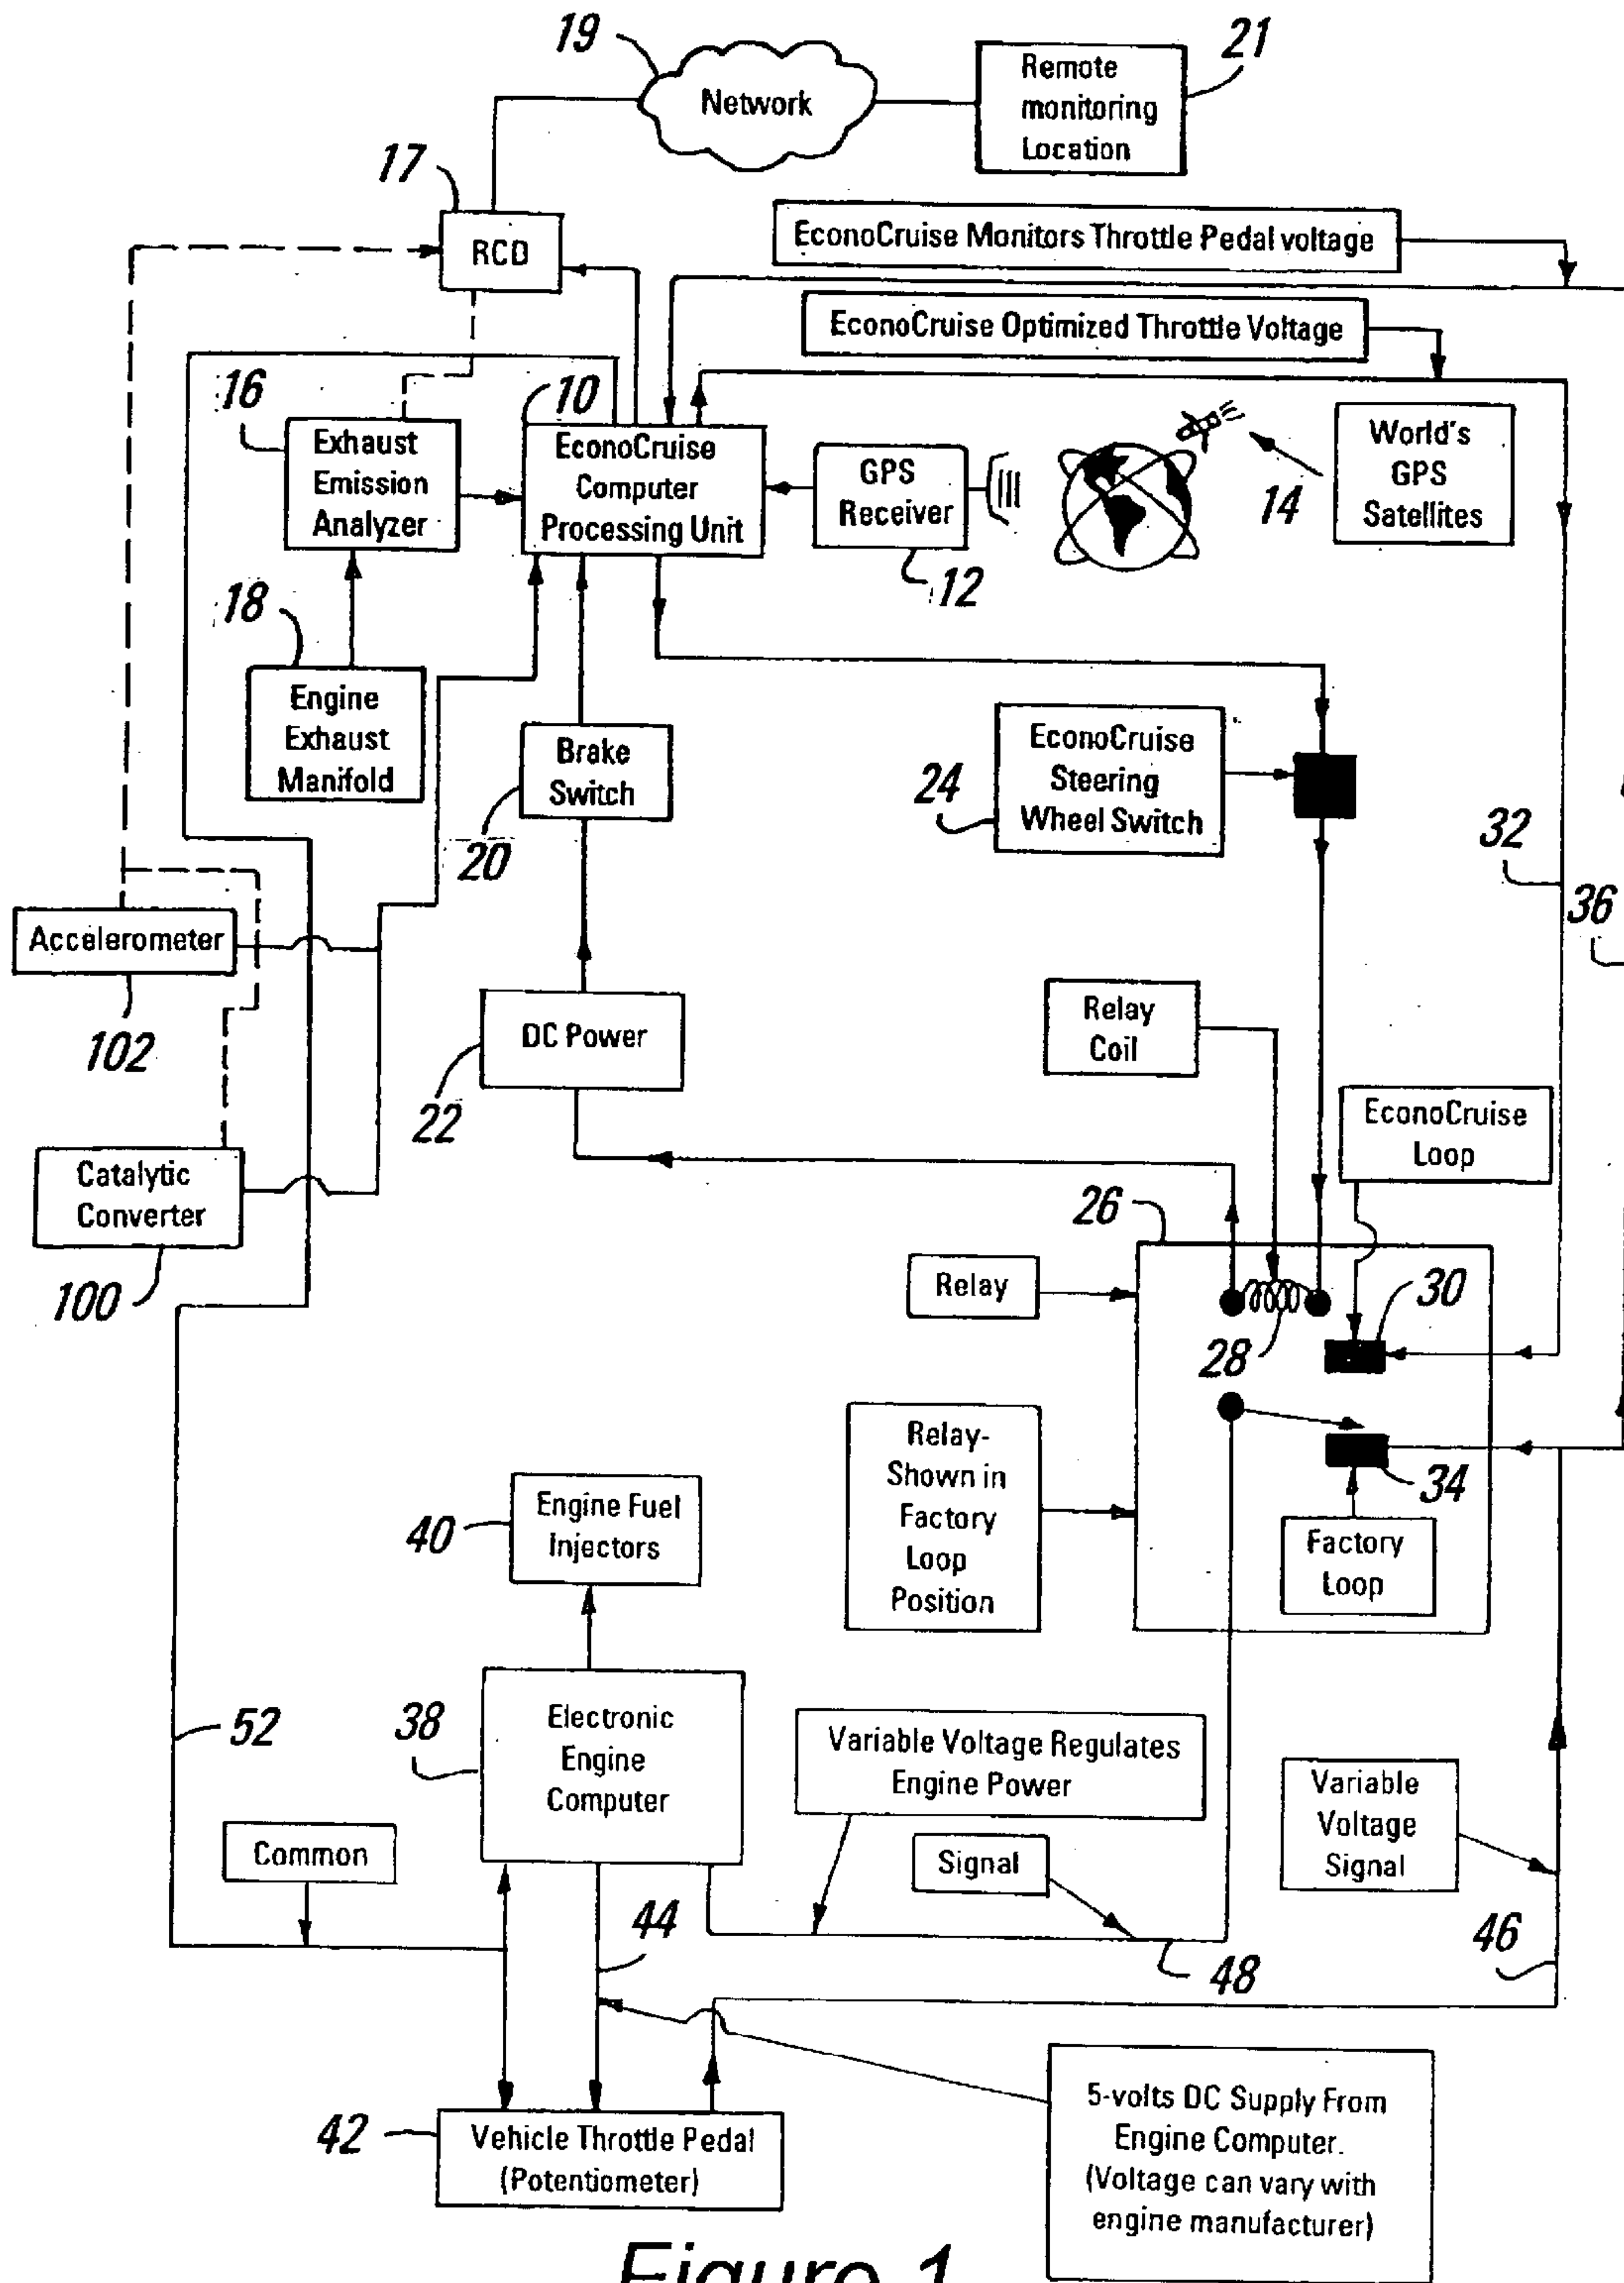 19
Network
Remote
monitoring
Location
21
17
RCD
EconoCruise Monitors Throttle Pedal voltage
EconoCruise Optimized Throttle Voltage
16
Exhaust
Emission
Analyzer
10
EconoCruise
Computer
Processing Unit
GPS
Receiver
12
14
World's
GPS
Satellites
18
Engine
Exhaust
Manifold
Brake
Switch
20
EconoCruise
Steering
Wheel Switch
24
32
36
Accelerometer
102
DC Power
22
Relay
Coil
EconoCruise
Loop
Catalytic
Converter
100
26
Relay
28
30
Relay-
Shown in
Factory
Loop
Position
34
Factory
Loop
40
Engine Fuel
Injectors
52
38
Electronic
Engine
Computer
Variable Voltage Regulates
Engine Power
Variable
Voltage
Signal
Common
Signal
44
48
46
42
Vehicle Throttle Pedal
(Potentiometer)
5-volts DC Supply From
Engine Computer.
(Voltage can vary with
engine manufacturer)
Figure 1